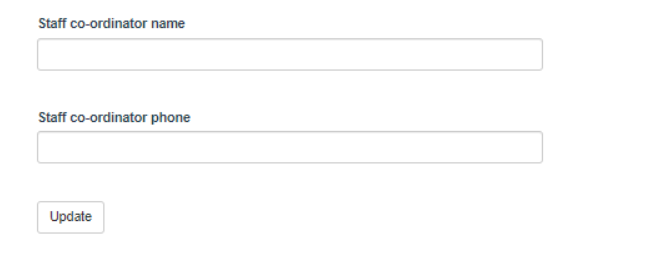 Staff co-ordinator name
Staff co-ordinator phone
Update